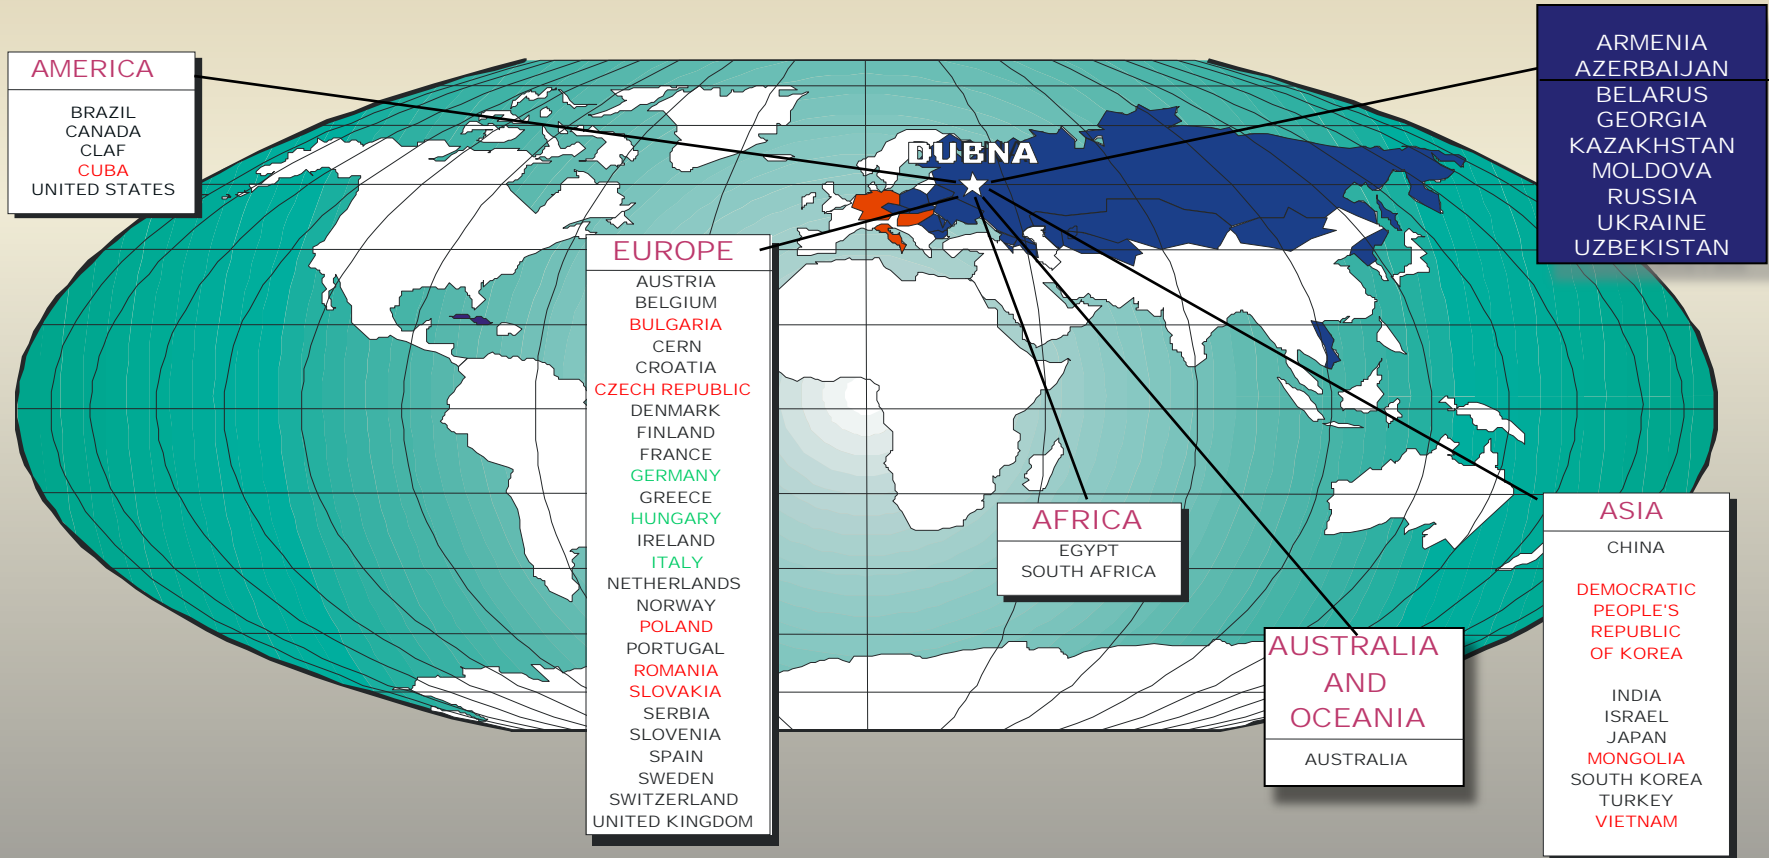 AMERICA
BRAZIL
CANADA
CLAF
CUBA
UNITED STATES
DUBNA
ARMENIA
AZERBAIJAN
BELARUS
GEORGIA
KAZAKHSTAN
MOLDOVA
RUSSIA
UKRAINE
UZBEKISTAN
EUROPE
AUSTRIA
BELGIUM
BULGARIA
CERN
CROATIA
CZECH REPUBLIC
DENMARK
FINLAND
FRANCE
GERMANY
GREECE
HUNGARY
IRELAND
ITALY
NETHERLANDS
NORWAY
POLAND
PORTUGAL
ROMANIA
SLOVAKIA
SERBIA
SLOVENIA
SPAIN
SWEDEN
SWITZERLAND
UNITED KINGDOM
AFRICA
EGYPT
SOUTH AFRICA
AUSTRALIA
AND
OCEANIA
AUSTRALIA
ASIA
CHINA
DEMOCRATIC
PEOPLE'S
REPUBLIC
OF KOREA
INDIA
ISRAEL
JAPAN
MONGOLIA
SOUTH KOREA
TURKEY
VIETNAM